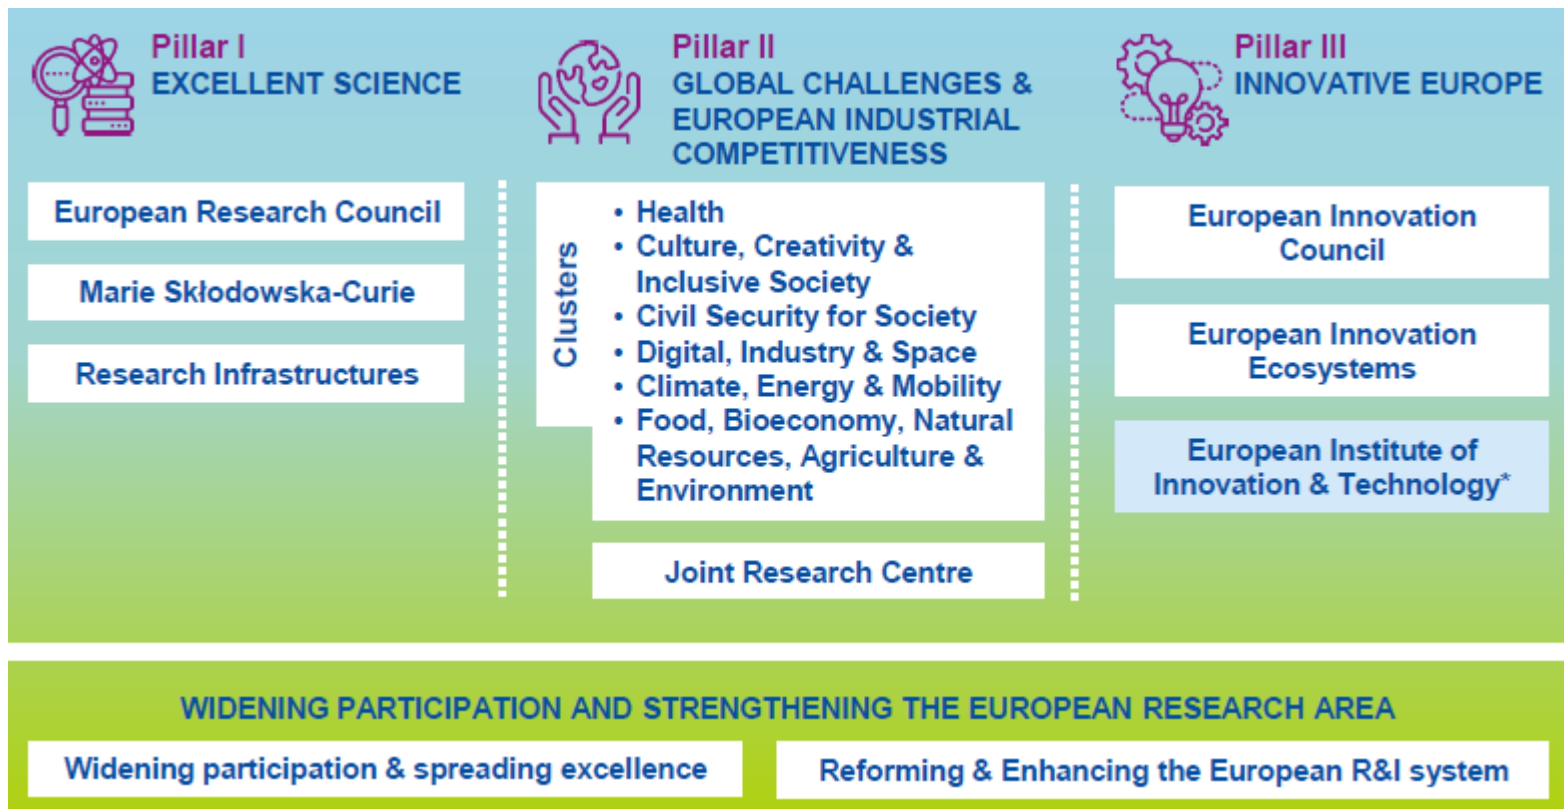 Pillar I
EXCELLENT SCIENCE
European Research Council
Marie Skłodowska-Curie
Research Infrastructures
Pillar II
GLOBAL CHALLENGES &
EUROPEAN INDUSTRIAL
COMPETITIVENESS
Clusters
• Health
• Culture, Creativity &
Inclusive Society
• Civil Security for Society
• Digital, Industry & Space
• Climate, Energy & Mobility
• Food, Bioeconomy, Natural
Resources, Agriculture &
Environment
Joint Research Centre
Pillar III
INNOVATIVE EUROPE
European Innovation
Council
European Innovation
Ecosystems
European Institute of
Innovation & Technology*
WIDENING PARTICIPATION AND STRENGTHENING THE EUROPEAN RESEARCH AREA
Widening participation & spreading excellence
Reforming & Enhancing the European R&I system